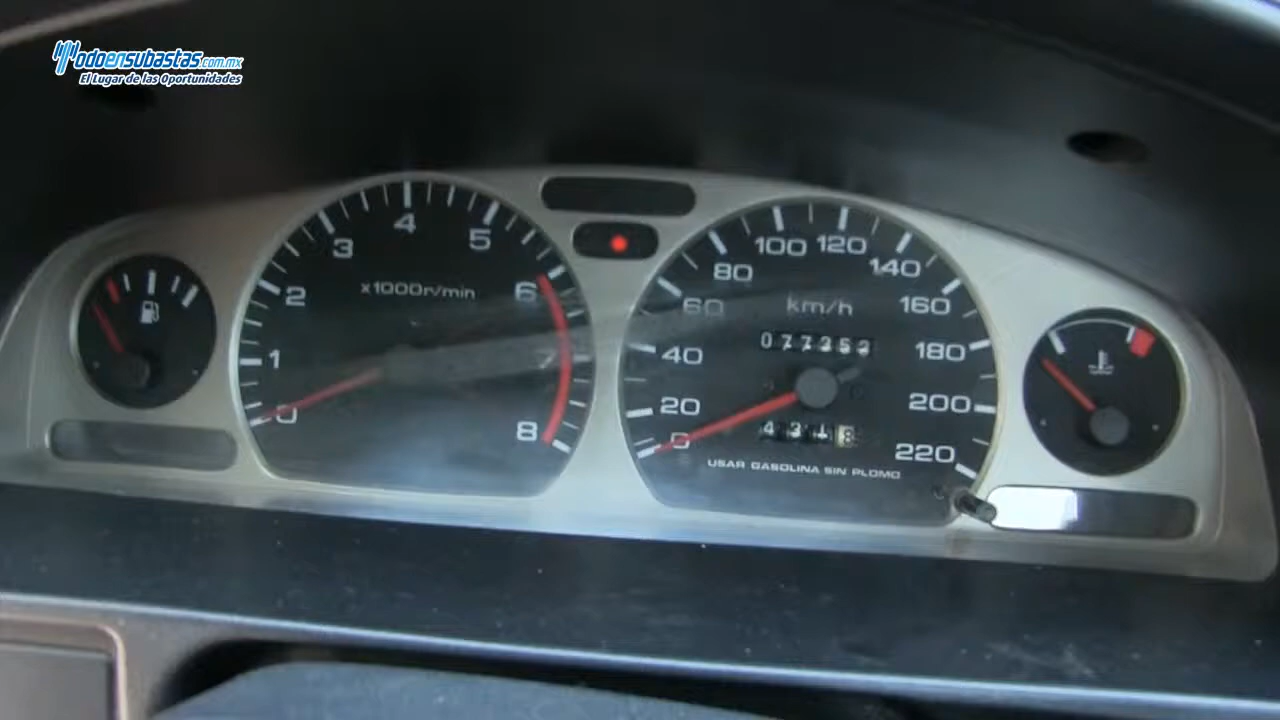 Todoensubastas.com.mx
El Lugar de las Oportunidades
0 1 2 3 4 5 6 8
x1000r/min
0 20 40 60 80 100 120 140 160 180 200 220
km/h
USAR GASOLINA SIN PLOMO